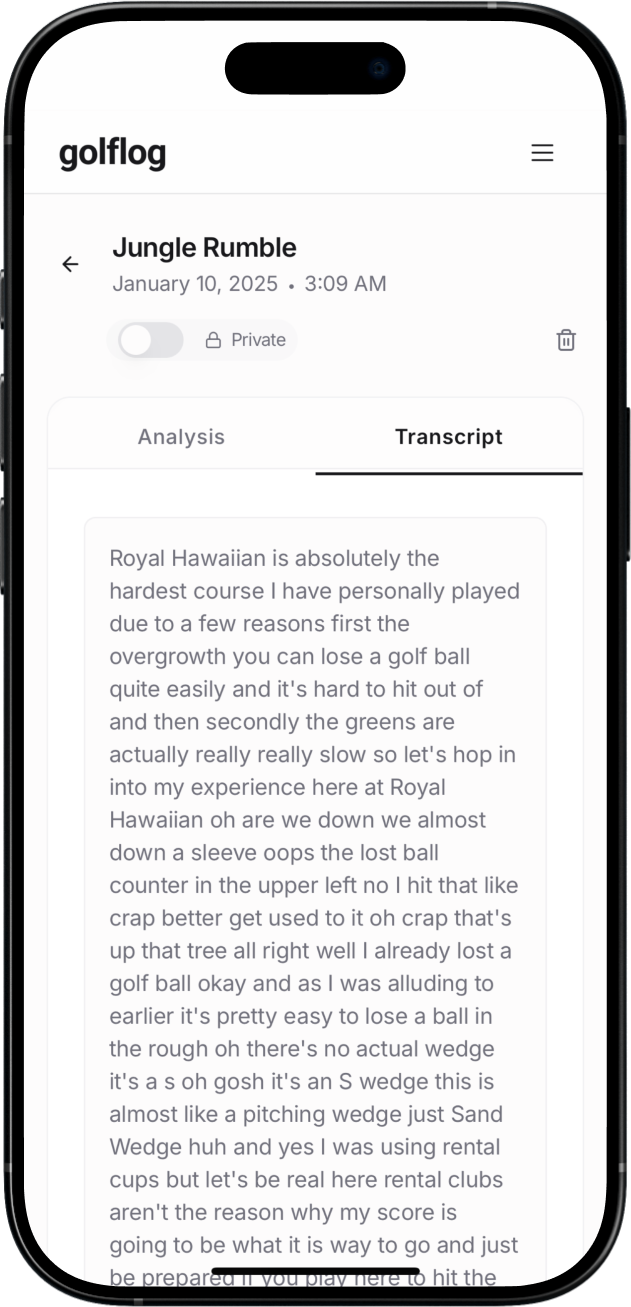 golflog
Jungle Rumble
January 10, 2025 • 3:09 AM
Private
Analysis
Transcript
Royal Hawaiian is absolutely the
hardest course I have personally played
due to a few reasons first the
overgrowth you can lose a golf ball
quite easily and it's hard to hit out of
and then secondly the greens are
actually really really slow so let's hop in
into my experience here at Royal
Hawaiian oh are we down we almost
down a sleeve oops the lost ball
counter in the upper left no I hit that like
crap better get used to it oh crap that's
up that tree all right well I already lost a
golf ball okay and as I was alluding to
earlier it's pretty easy to lose a ball in
the rough oh there's no actual wedge
it's a s oh gosh it's an S wedge this is
almost like a pitching wedge just Sand
Wedge huh and yes I was using rental
cups but let's be real here rental clubs
aren't the reason why my score is
going to be what it is way to go and just
be prepared if you play here to hit the